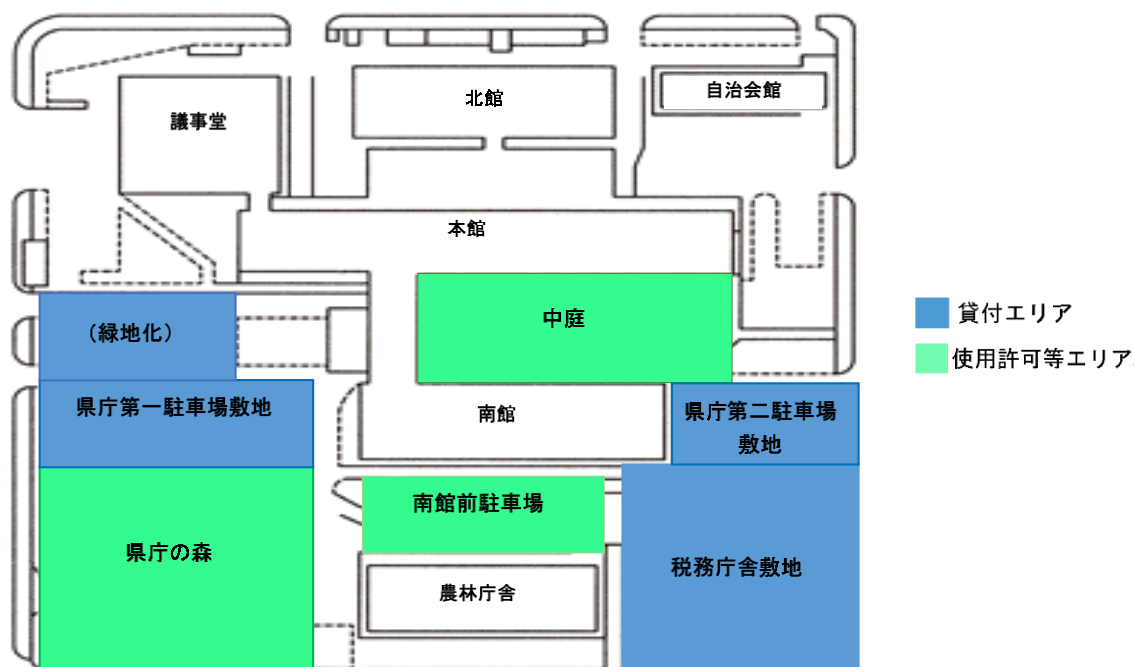 北館
自治会館
議事堂
本館
(緑地化)
中庭
貸付エリア
使用許可等エリア
県庁第一駐車場敷地
南館
県庁第二駐車場
敷地
南館前駐車場
県庁の森
税務庁舎敷地
農林庁舎